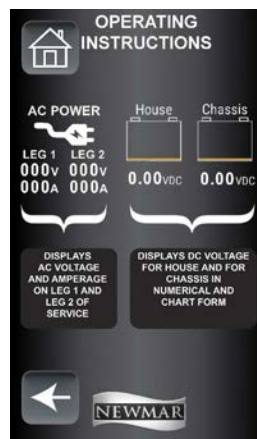 OPERATING
INSTRUCTIONS
AC POWER
LEG 1 LEG 2
000V 000V
000A 000A
House Chassis
0.00VDC 0.00VDC
DISPLAYS
AC VOLTAGE
AND AMPERAGE
ON LEG 1 AND
LEG 2 OF
SERVICE
DISPLAYS DC VOLTAGE
FOR HOUSE AND FOR
CHASSIS IN
NUMERICAL AND
CHART FORM
NEWMAR